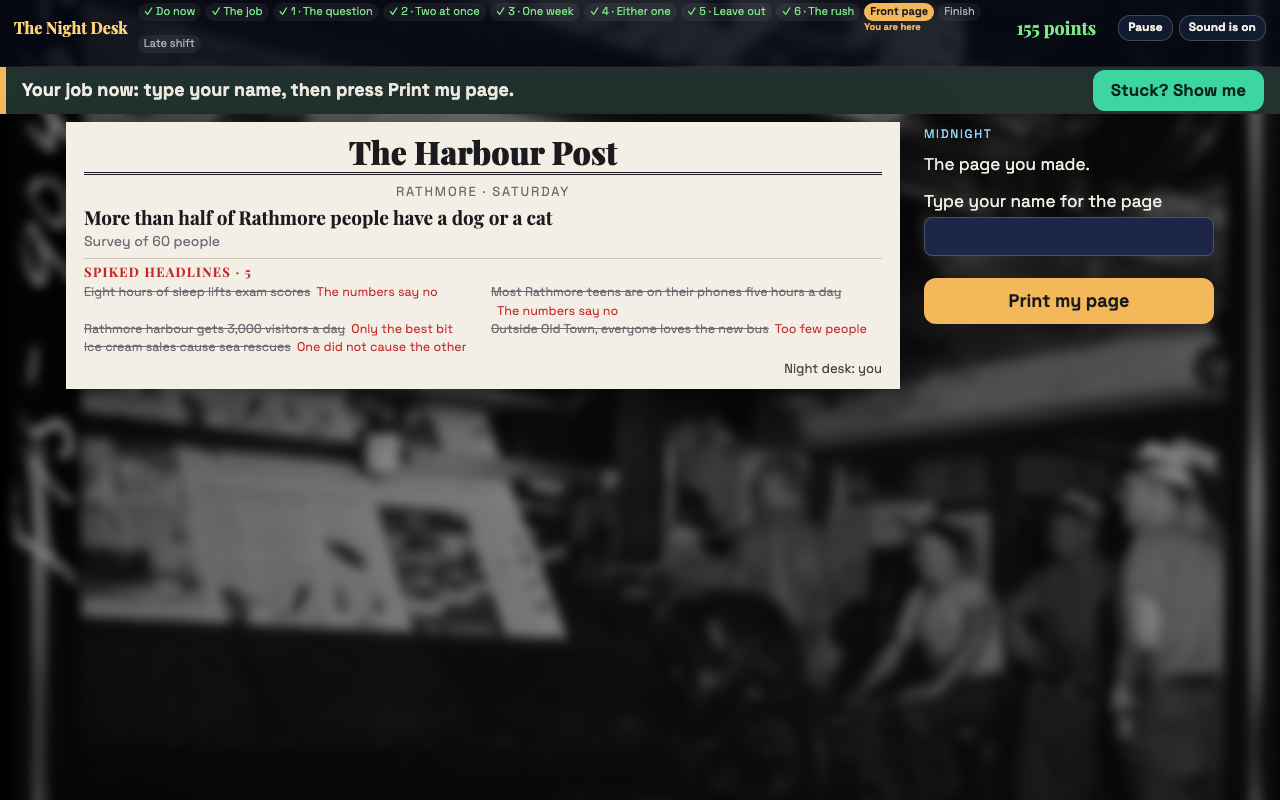 The Night Desk
✓ Do now
✓ The job
✓ 1 · The question
✓ 2 · Two at once
✓ 3 · One week
✓ 4 · Either one
✓ 5 · Leave out
✓ 6 · The rush
Front page
You are here
Finish
Late shift
155 points
Pause
Sound is on
Your job now: type your name, then press Print my page.
Stuck? Show me
The Harbour Post
RATHMORE · SATURDAY
More than half of Rathmore people have a dog or a cat
Survey of 60 people
SPIKED HEADLINES · 5
Eight hours of sleep lifts exam scores The numbers say no
Most Rathmore teens are on their phones five hours a day
The numbers say no
Rathmore harbour gets 3,000 visitors a day Only the best bit
Outside Old Town, everyone loves the new bus Too few people
Ice cream sales cause sea rescues One did not cause the other
Night desk: you
MIDNIGHT
The page you made.
Type your name for the page
Print my page